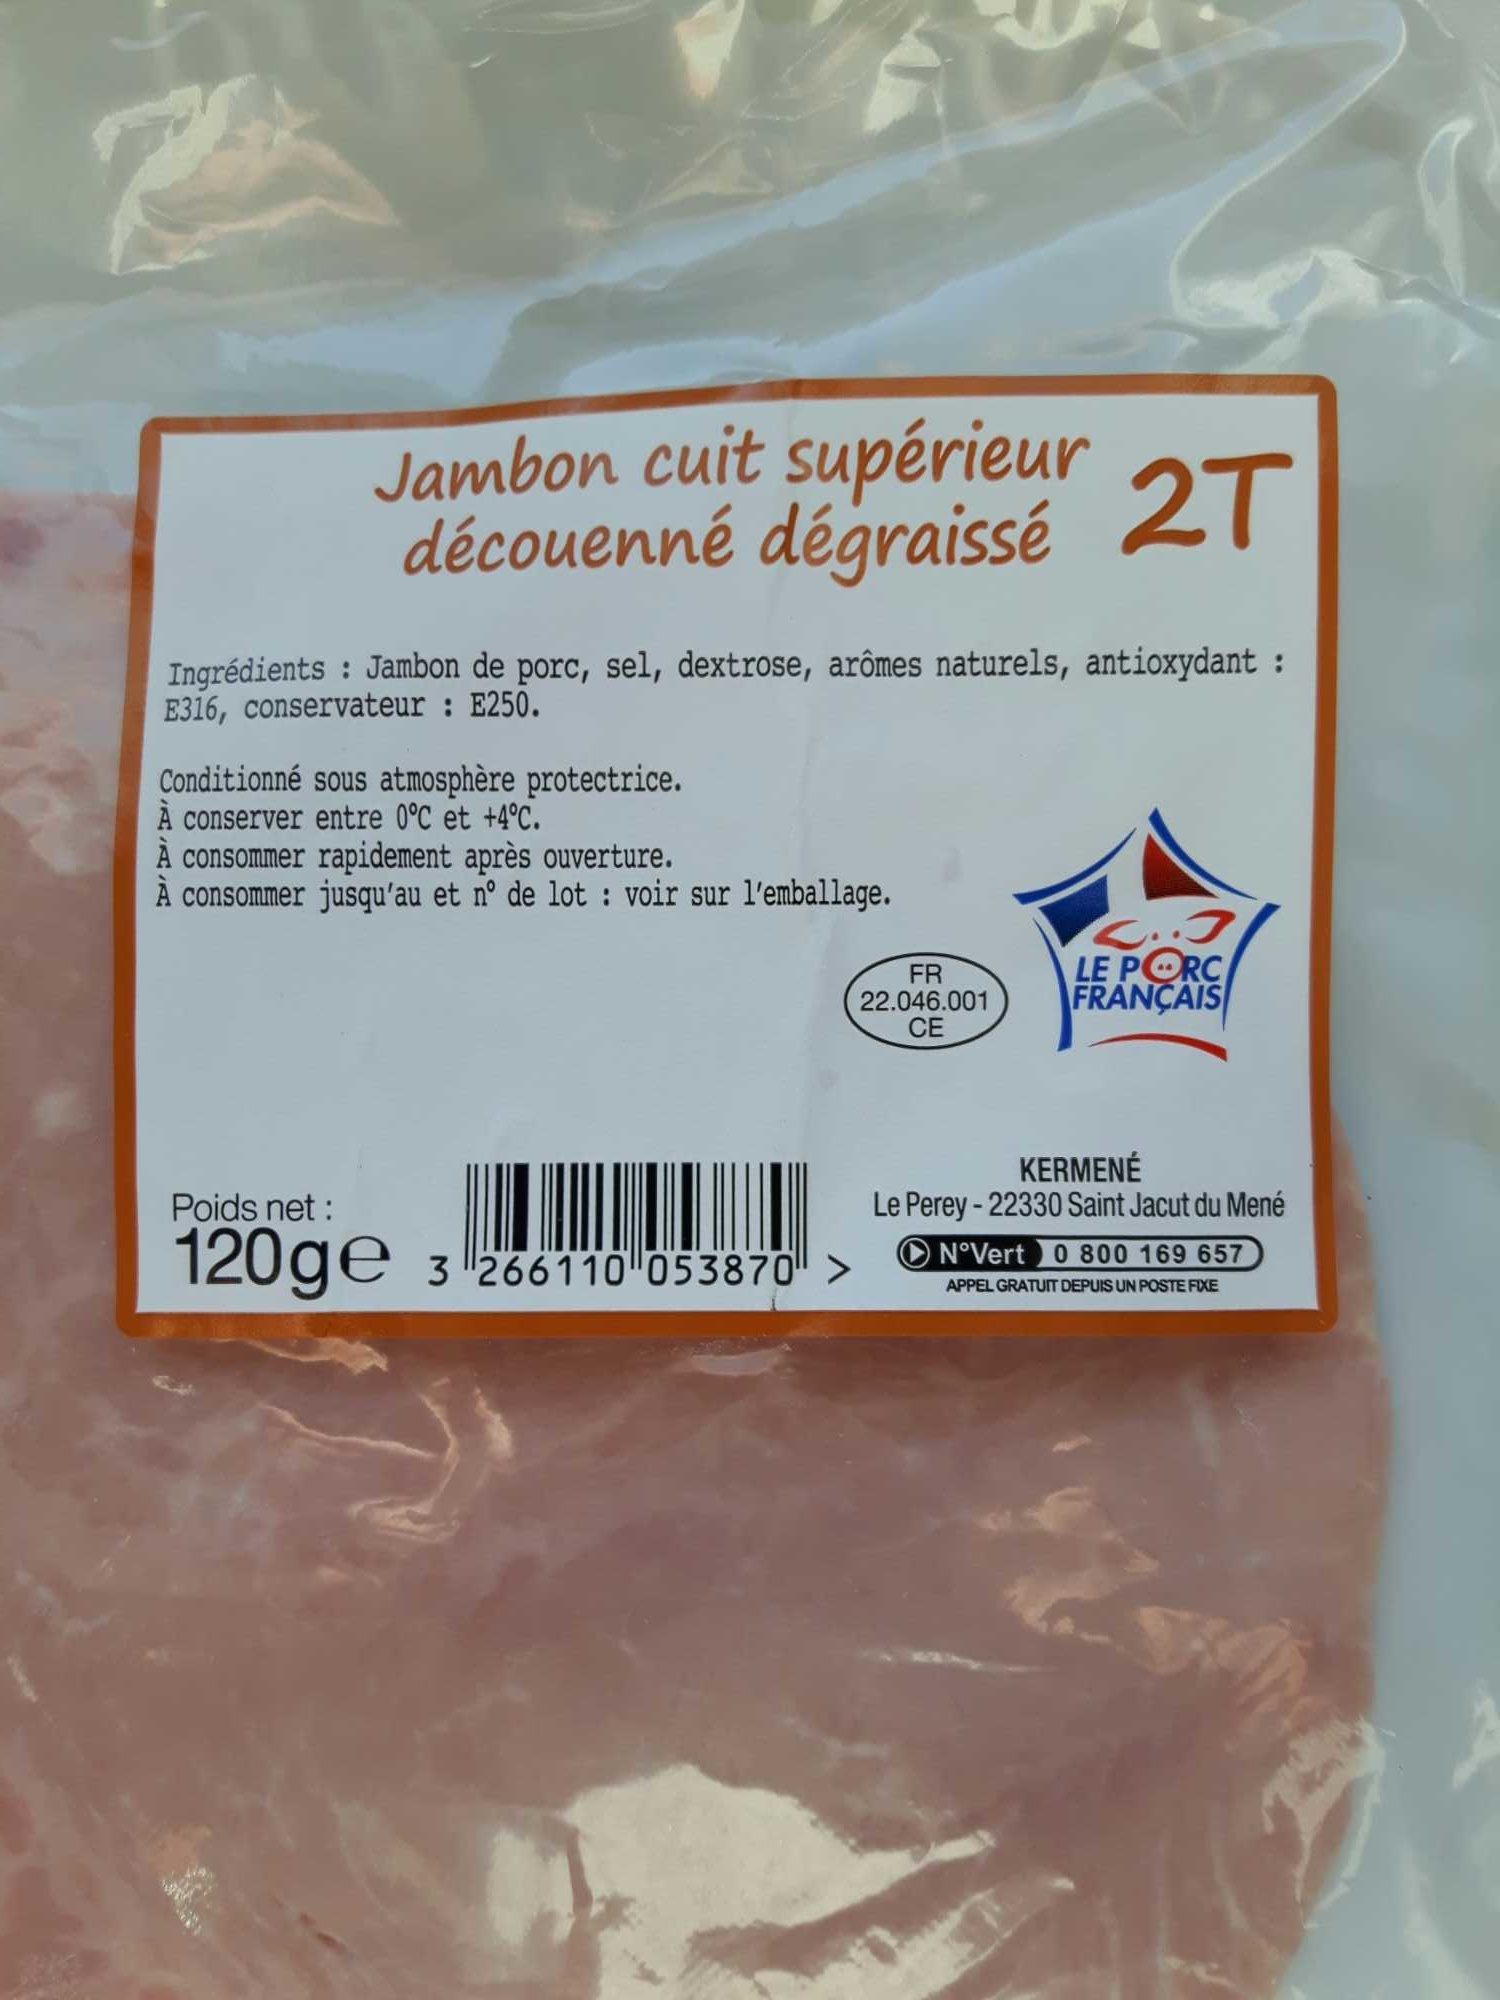 Jambon cuit supérieur
découenné dégraissé
2T
Ingrédients : Jambon de porc, sel, dextrose, arômes naturels, antioxydant :
E316, conservateur : E250.
Conditionné sous atmosphère protectrice.
À conserver entre 0°C et +4°C.
À consommer rapidement après ouverture.
À consommer jusqu'au et n° de lot : voir sur l'emballage.
FR
22.046.001
CE
LE PORC
FRANÇAIS
Poids net :
120g e
3 266110 053870 >
KERMENÉ
Le Perey - 22330 Saint Jacut du Mené
N°Vert 0 800 169 657
APPEL GRATUIT DEPUIS UN POSTE FIXE